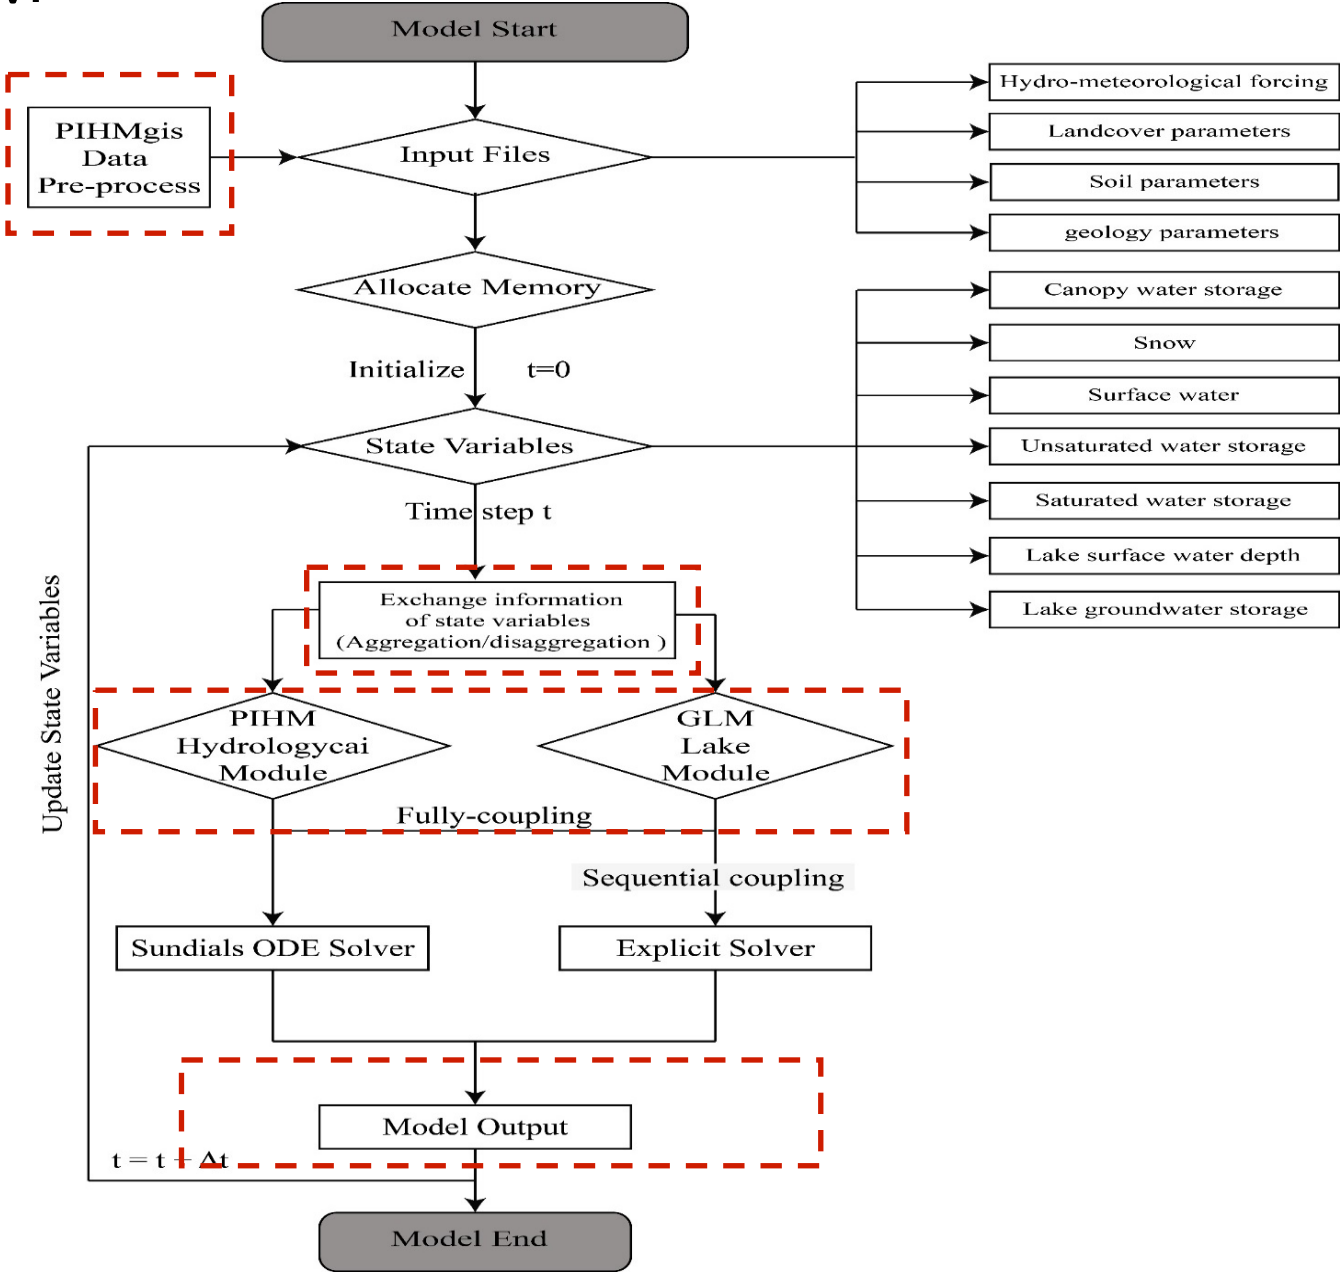 Model Start
PIHMgis
Data
Pre-process
Input Files
Hydro-meteorological forcing
Landcover parameters
Soil parameters
geology parameters
Allocate Memory
Initialize t=0
State Variables
Canopy water storage
Snow
Surface water
Unsaturated water storage
Saturated water storage
Lake surface water depth
Lake groundwater storage
Time step t
Exchange information
of state variables
(Aggregation/disaggregation )
Update State Variables
PIHM
Hydrologycai
Module
GLM
Lake
Module
Fully-coupling
Sequential coupling
Sundials ODE Solver
Explicit Solver
Model Output
t = t + Δt
Model End